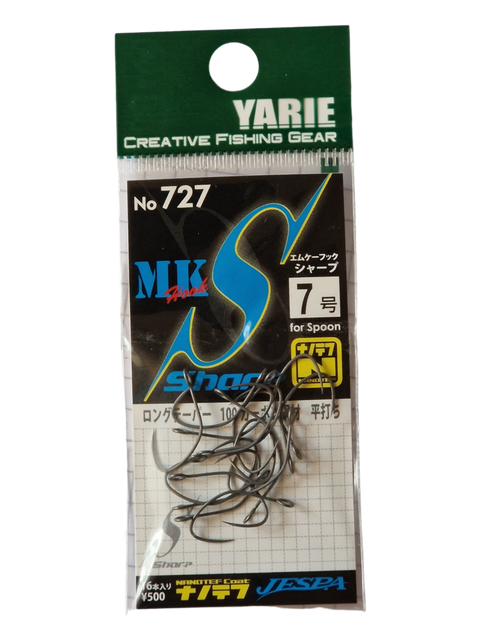 YARIE
CREATIVE FISHING GEAR
No 727
エムケーフック
シャープ
MK
Hook
S
7号
for Spoon
Sharp
ナノテフ
ロングテーパー 100 平打ち
Sharp
16本入り
¥500
NANOTEF Coat
ナノテフ
JESPA